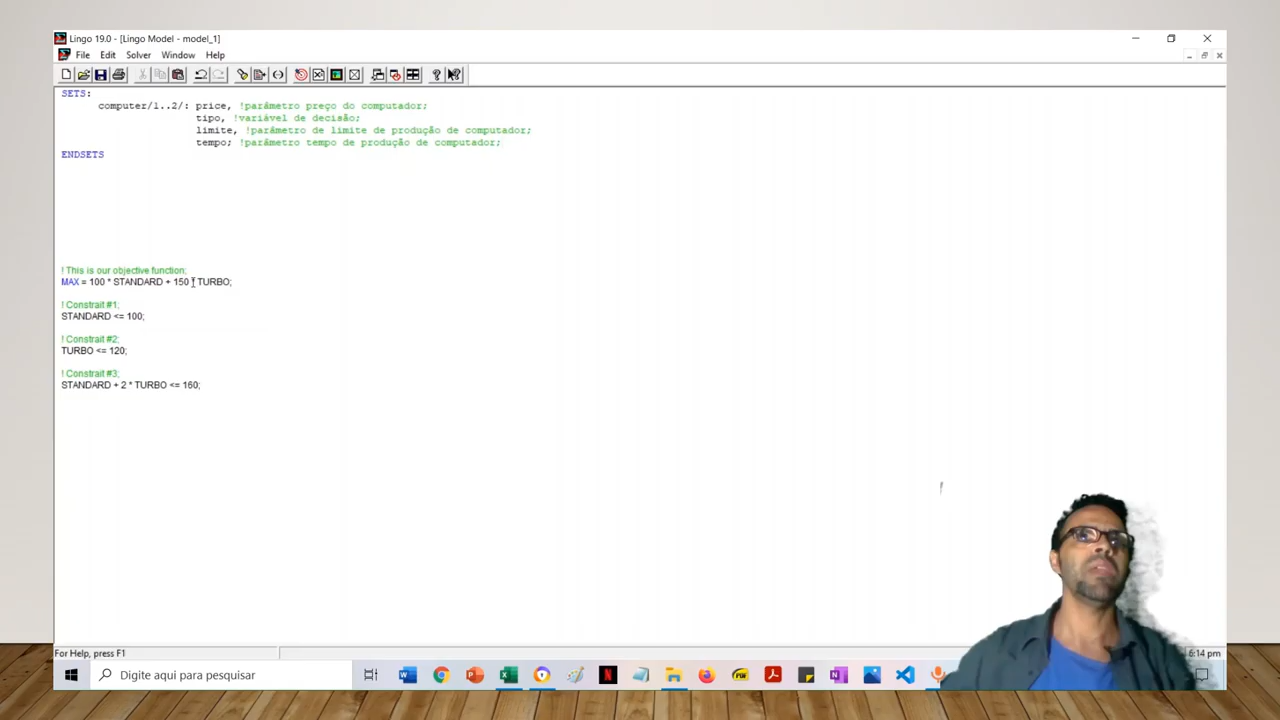 Lingo 19.0 - [Lingo Model - model_1]
File Edit Solver Window Help
SETS:
computer/1..2/: price, !parâmetro preço do computador;
tipo, !variável de decisão;
limite, !parâmetro de limite de produção de computador;
tempo; !parâmetro tempo de produção de computador;
ENDSETS
! This is our objective function;
MAX = 100 * STANDARD + 150 * TURBO;
! Constrait #1;
STANDARD <= 100;
! Constrait #2;
TURBO <= 120;
! Constrait #3;
STANDARD + 2 * TURBO <= 160;
For Help, press F1
6:14 pm
Digite aqui para pesquisar